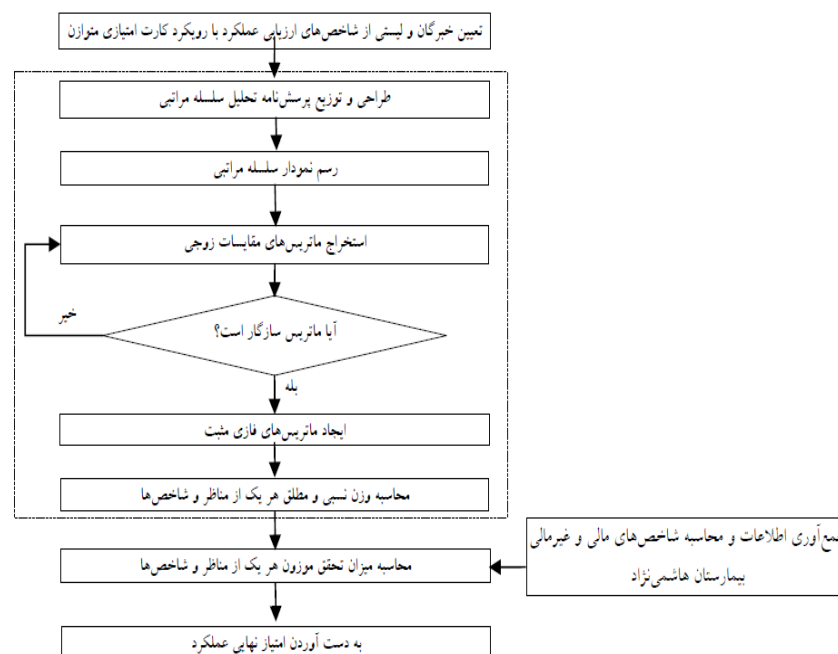 تعیین خبرگان و لیستی از شاخص‌های ارزیابی عملکرد با رویکرد کارت امتیازی متوازن
طراحی و توزیع پرسش‌نامه تحلیل سلسله مراتبی
رسم نمودار سلسله مراتبی
استخراج ماتریس‌های مقایسات زوجی
آیا ماتریس سازگار است؟
خیر
بله
ایجاد ماتریس‌های فازی مثبت
محاسبه وزن نسبی و مطلق هر یک از مناظر و شاخص‌ها
محاسبه میزان تحقق موزون هر یک از مناظر و شاخص‌ها
مع‌آوری اطلاعات و محاسبه شاخص‌های مالی و غیرمالی
بیمارستان هاشمی‌نژاد
به دست آوردن امتیاز نهایی عملکرد